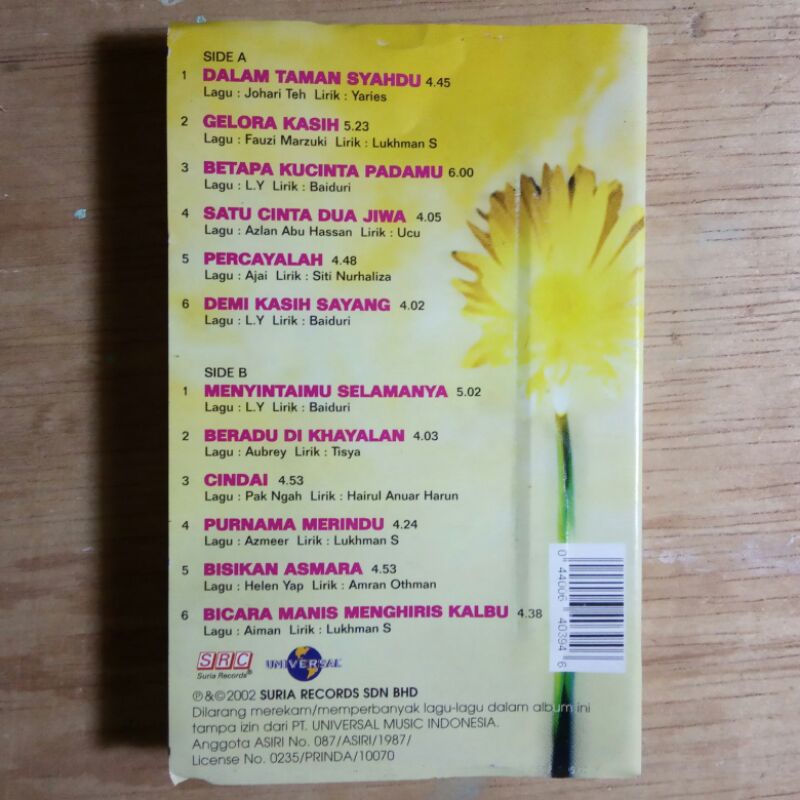 SIDE A
1 DALAM TAMAN SYAHDU 4.45
Lagu : Johari Teh Lirik : Yaries
2 GELORA KASIH 5.23
Lagu : Fauzi Marzuki Lirik : Lukhman S
3 BETAPA KUCINTA PADAMU 6.00
Lagu : L.Y Lirik : Baiduri
4 SATU CINTA DUA JIWA 4.05
Lagu : Azlan Abu Hassan Lirik : Ucu
5 PERCAYALAH 4.48
Lagu : Ajai Lirik : Siti Nurhaliza
6 DEMI KASIH SAYANG 4.02
Lagu : L.Y Lirik : Baiduri
SIDE B
1 MENYINTAIMU SELAMANYA 5.02
Lagu : L.Y Lirik : Baiduri
2 BERADU DI KHAYALAN 4.03
Lagu : Aubrey Lirik : Tisya
3 CINDAI 4.53
Lagu : Pak Ngah Lirik : Hairul Anuar Harun
4 PURNAMA MERINDU 4.24
Lagu : Azmeer Lirik : Lukhman S
5 BISIKAN ASMARA 4.53
Lagu : Helen Yap Lirik : Amran Othman
6 BICARA MANIS MENGHIRIS KALBU 4.38
Lagu : Aiman Lirik : Lukhman S
0 44006 40394 6
SRC
Suria Records®
UNIVERSAL
℗&©2002 SURIA RECORDS SDN BHD
Dilarang merekam/memperbanyak lagu-lagu dalam album ini
tampa izin dari PT. UNIVERSAL MUSIC INDONESIA.
Anggota ASIRI No. 087/ASIRI/1987/
License No. 0235/PRINDA/10070